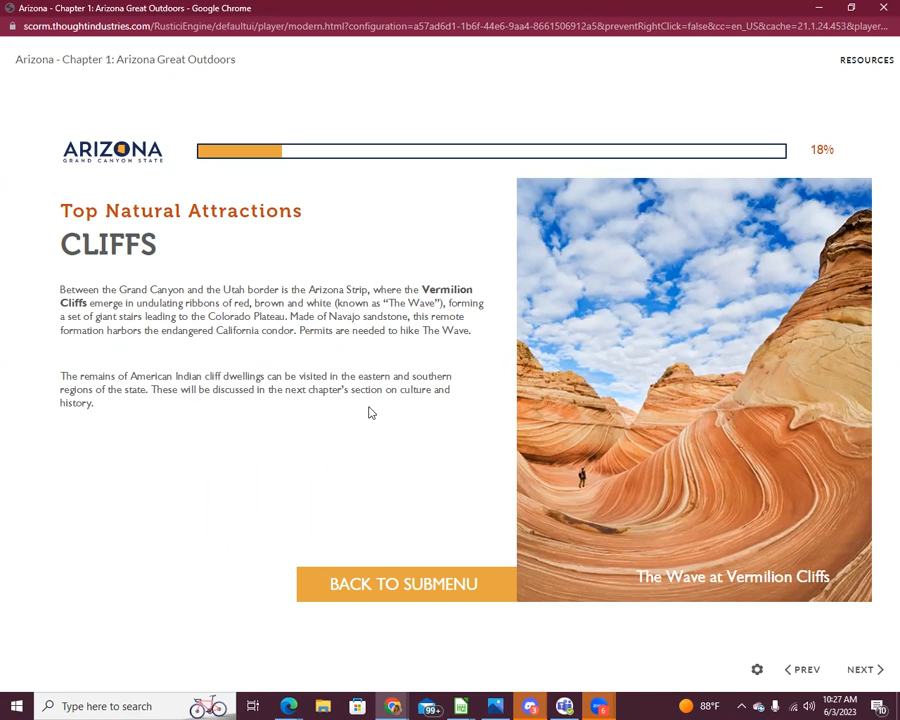 Arizona - Chapter 1: Arizona Great Outdoors - Google Chrome
scorm.thoughtindustries.com/RusticiEngine/defaultui/player/modern.html?configuration=a57ad6d1-1b6f-44e6-9aa4-8661506912a5&preventRightClick=false&cc=en_US&cache=21.1.24.453&player...
Arizona - Chapter 1: Arizona Great Outdoors
RESOURCES
ARIZONA
GRAND CANYON STATE
18%
Top Natural Attractions
CLIFFS
Between the Grand Canyon and the Utah border is the Arizona Strip, where the Vermilion
Cliffs emerge in undulating ribbons of red, brown and white (known as “The Wave”), forming
a set of giant stairs leading to the Colorado Plateau. Made of Navajo sandstone, this remote
formation harbors the endangered California condor. Permits are needed to hike The Wave.
The remains of American Indian cliff dwellings can be visited in the eastern and southern
regions of the state. These will be discussed in the next chapter’s section on culture and
history.
BACK TO SUBMENU
The Wave at Vermilion Cliffs
PREV
NEXT
Type here to search
99+
6
88°F
10:27 AM
6/3/2023
10